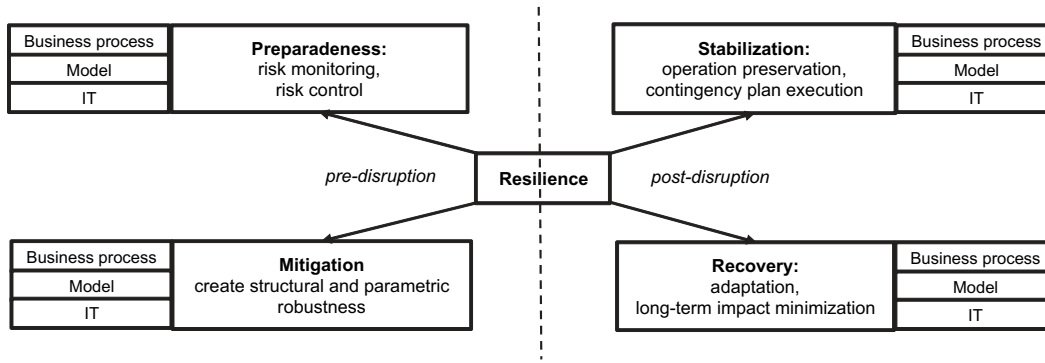 Business process
Model
IT
Preparadeness:
risk monitoring,
risk control
Stabilization:
operation preservation,
contingency plan execution
Business process
Model
IT
pre-disruption
Resilience
post-disruption
Business process
Model
IT
Mitigation
create structural and parametric
robustness
Recovery:
adaptation,
long-term impact minimization
Business process
Model
IT